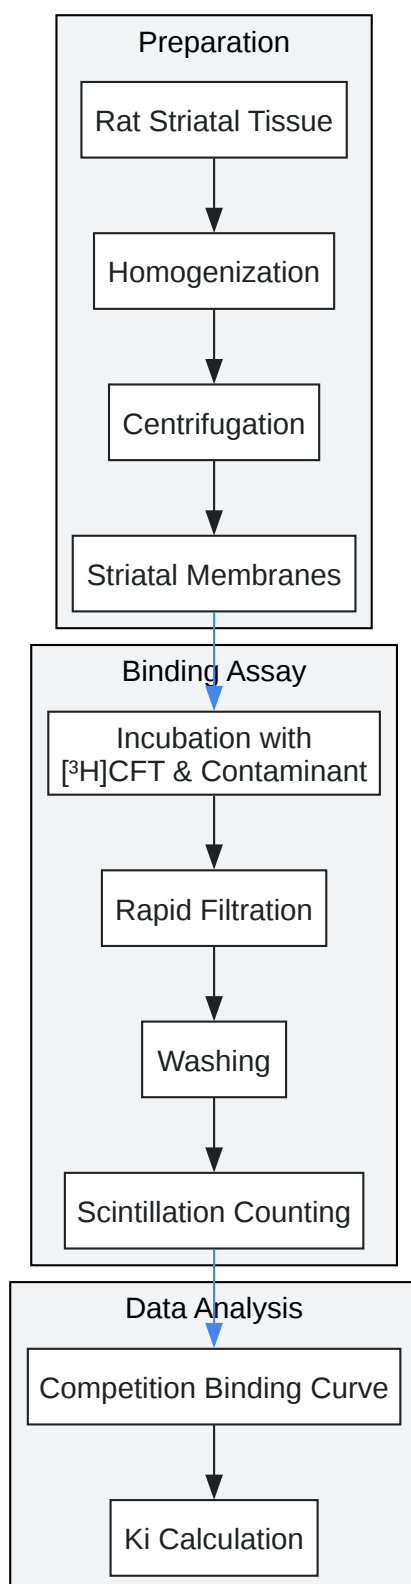 Preparation
Rat Striatal Tissue
Homogenization
Centrifugation
Striatal Membranes
Binding Assay
Incubation with
[³H]CFT & Contaminant
Rapid Filtration
Washing
Scintillation Counting
Data Analysis
Competition Binding Curve
Ki Calculation